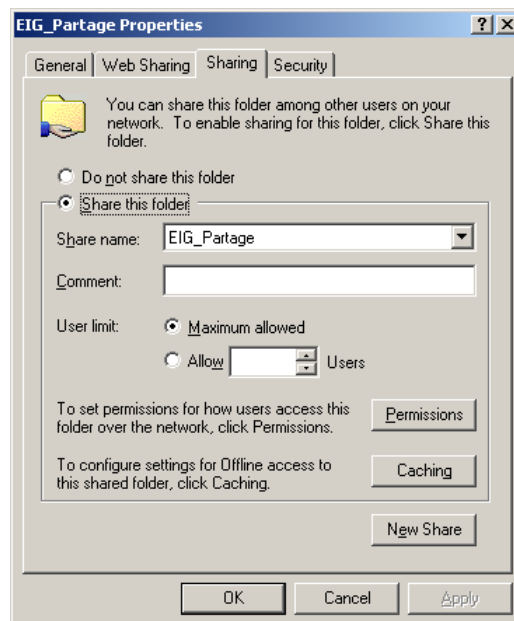 EIG_Partage Properties
General Web Sharing Sharing Security
You can share this folder among other users on your
network. To enable sharing for this folder, click Share this
folder.
Do not share this folder
Share this folder
Share name: EIG_Partage
Comment:
User limit: Maximum allowed
Allow Users
To set permissions for how users access this
folder over the network, click Permissions.
Permissions
To configure settings for Offline access to
this shared folder, click Caching.
Caching
New Share
OK Cancel Apply